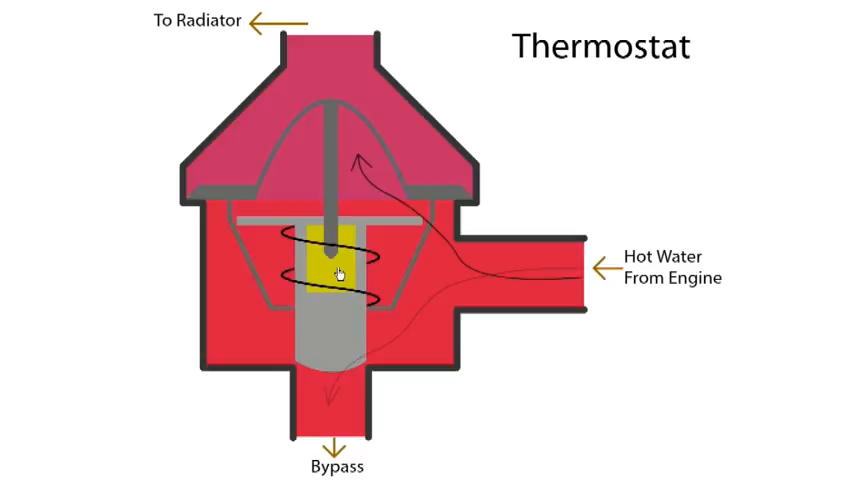 To Radiator
Thermostat
Hot Water
From Engine
Bypass